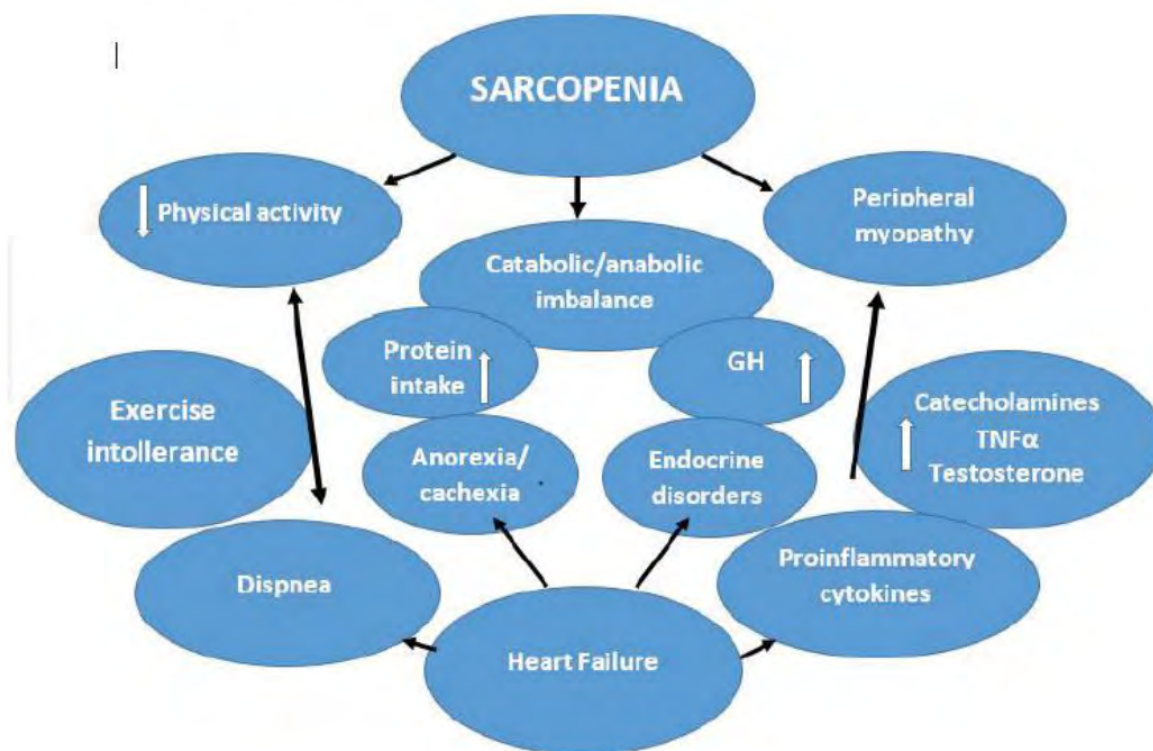 SARCOPENIA
Physical activity
Peripheral
myopathy
Catabolic/anabolic
imbalance
Protein
intake
GH
Exercise
intollerance
Catecholamines
TNFα
Testosterone
Anorexia/
cachexia
Endocrine
disorders
Dispnea
Proinflammatory
cytokines
Heart Failure